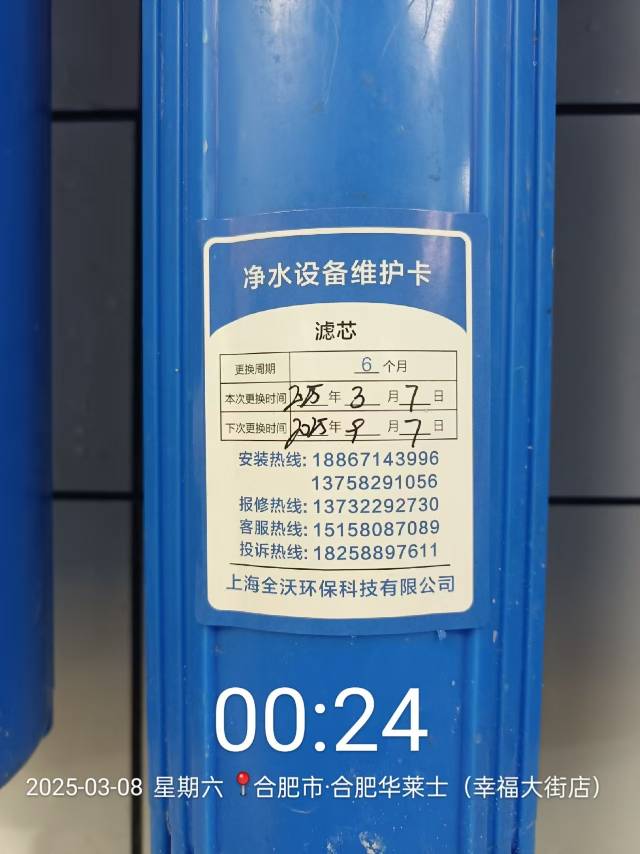 净水设备维护卡
滤芯
更换周期 6 个月
本次更换时间 2025 年 3 月 7 日
下次更换时间 2025 年 9 月 7 日
安装热线: 18867143996
13758291056
报修热线: 13732292730
客服热线: 15158087089
投诉热线: 18258897611
上海全沃环保科技有限公司
00:24
2025-03-08 星期六 📍合肥市·合肥华莱士（幸福大街店）